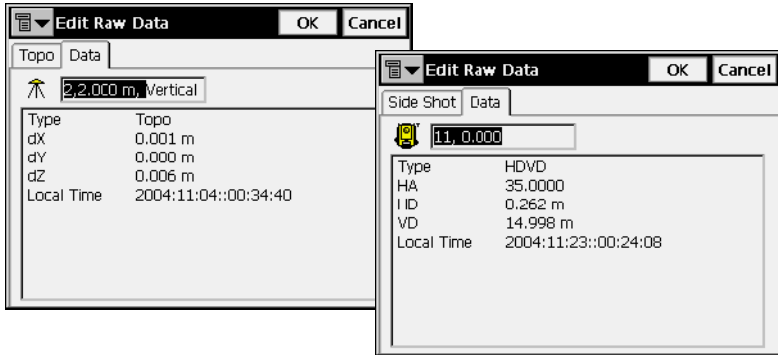 Edit Raw Data OK Cancel
Topo Data
2,2.000 m, Vertical
Type Topo
dX 0.001 m
dY 0.000 m
dZ 0.006 m
Local Time 2004:11:04::00:34:40
Edit Raw Data OK Cancel
Side Shot Data
11, 0.000
Type HDVD
HA 35.0000
HD 0.262 m
VD 14.998 m
Local Time 2004:11:23::00:24:08